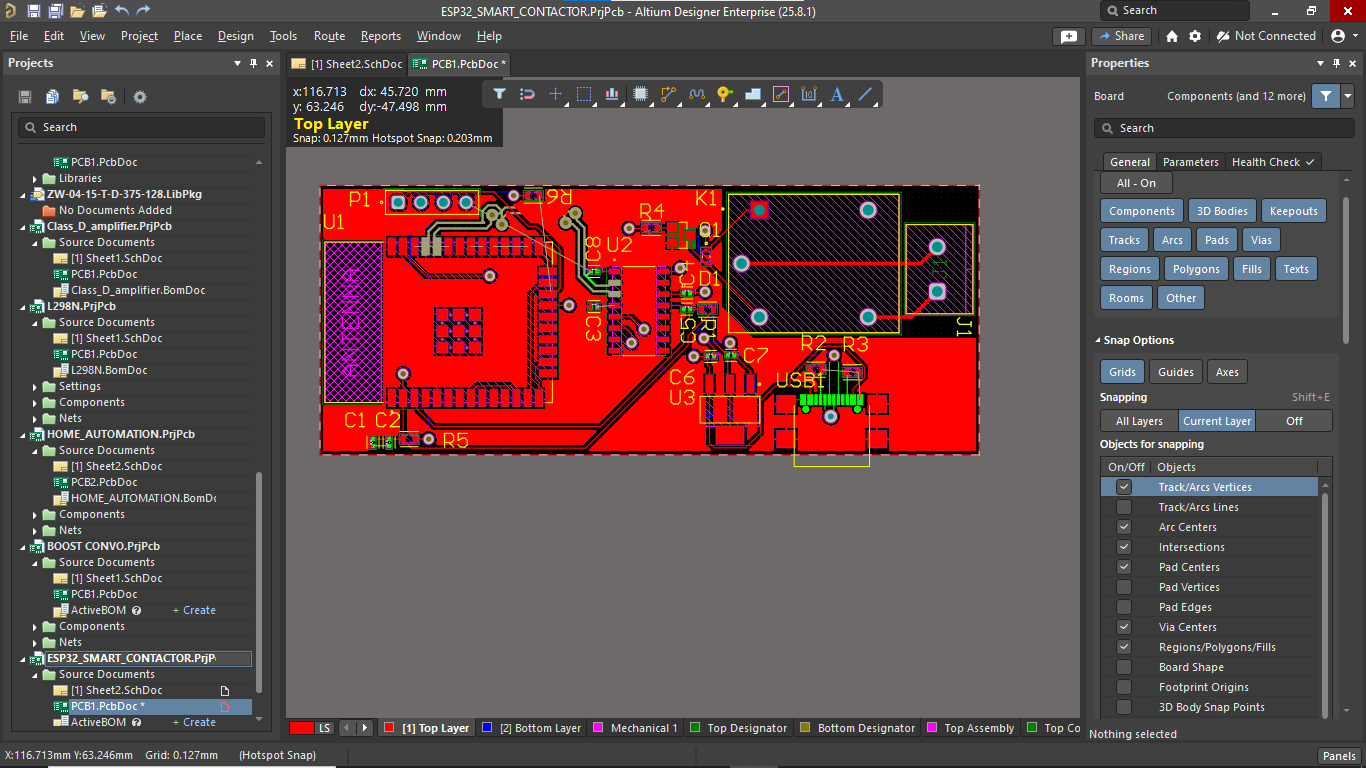 ESP32_SMART_CONTACTOR.PrjPcb - Altium Designer Enterprise (25.8.1)
Search
File Edit View Project Place Design Tools Route Reports Window Help
Share
Not Connected
Projects
[1] Sheet2.SchDoc
PCB1.PcbDoc *
Properties
Search
PCB1.PcbDoc
Libraries
ZW-04-15-T-D-375-128.LibPkg
No Documents Added
Class_D_amplifier.PrjPcb
Source Documents
[1] Sheet1.SchDoc
PCB1.PcbDoc
Class_D_amplifier.BomDoc
L298N.PrjPcb
Source Documents
[1] Sheet1.SchDoc
PCB1.PcbDoc
L298N.BomDoc
Settings
Components
Nets
HOME_AUTOMATION.PrjPcb
Source Documents
[1] Sheet2.SchDoc
PCB2.PcbDoc
HOME_AUTOMATION.BomDc
Components
Nets
BOOST CONVO.PrjPcb
Source Documents
[1] Sheet1.SchDoc
PCB1.PcbDoc
ActiveBOM + Create
Components
Nets
ESP32_SMART_CONTACTOR.PrjP
Source Documents
[1] Sheet2.SchDoc
PCB1.PcbDoc *
ActiveBOM + Create
x:116.713 dx: 45.720 mm
y: 63.246 dy:-47.498 mm
Top Layer
Snap: 0.127mm Hotspot Snap: 0.203mm
P1
R6
K1
U1
R4
Q1
U2
C8
D1
ANTENNA
C3
R1
J1
R2 R3
C7
C6
USB1
U3
C1 C2
R5
LS
[1] Top Layer
[2] Bottom Layer
Mechanical 1
Top Designator
Bottom Designator
Top Assembly
Top Co
Board
Components (and 12 more)
Search
General Parameters Health Check
All - On
Components 3D Bodies Keepouts
Tracks Arcs Pads Vias
Regions Polygons Fills Texts
Rooms Other
Snap Options
Grids Guides Axes
Snapping Shift+E
All Layers Current Layer Off
Objects for snapping
On/Off Objects
Track/Arcs Vertices
Track/Arcs Lines
Arc Centers
Intersections
Pad Centers
Pad Vertices
Pad Edges
Via Centers
Regions/Polygons/Fills
Board Shape
Footprint Origins
3D Body Snap Points
Nothing selected
X:116.713mm Y:63.246mm Grid: 0.127mm (Hotspot Snap)
Panels